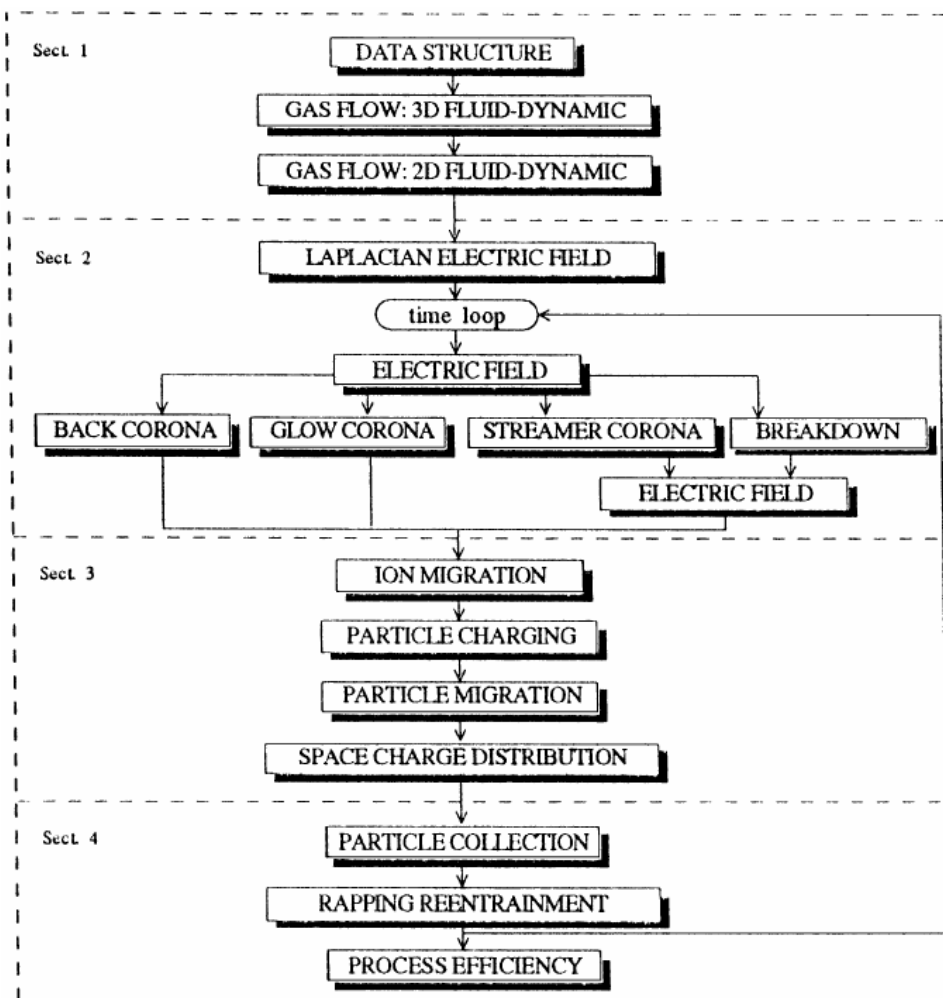 Sect. 1
DATA STRUCTURE
GAS FLOW: 3D FLUID-DYNAMIC
GAS FLOW: 2D FLUID-DYNAMIC
Sect. 2
LAPLACIAN ELECTRIC FIELD
time loop
ELECTRIC FIELD
BACK CORONA
GLOW CORONA
STREAMER CORONA
BREAKDOWN
ELECTRIC FIELD
Sect. 3
ION MIGRATION
PARTICLE CHARGING
PARTICLE MIGRATION
SPACE CHARGE DISTRIBUTION
Sect. 4
PARTICLE COLLECTION
RAPPING REENTRAINMENT
PROCESS EFFICIENCY